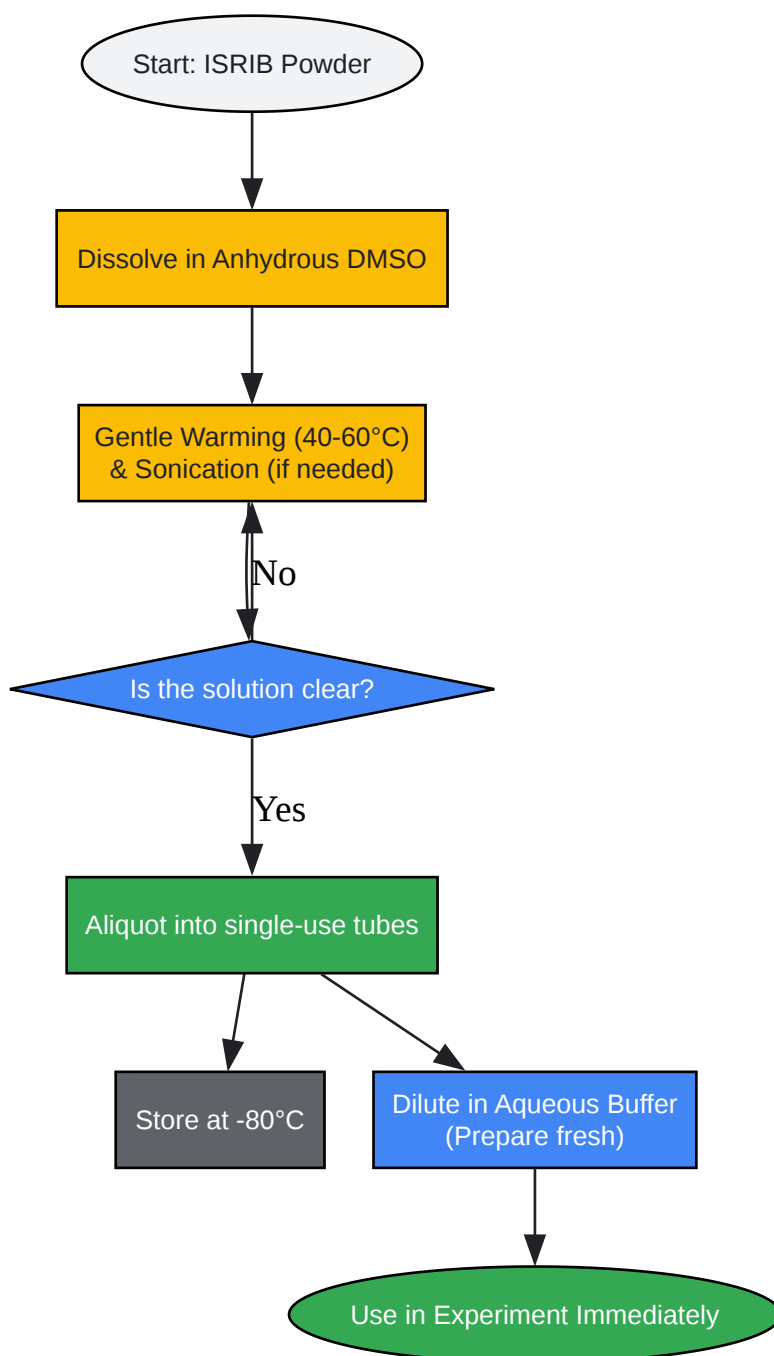 Start: ISRIB Powder
Dissolve in Anhydrous DMSO
Gentle Warming (40-60°C)
& Sonication (if needed)
No
Is the solution clear?
Yes
Aliquot into single-use tubes
Store at -80°C
Dilute in Aqueous Buffer
(Prepare fresh)
Use in Experiment Immediately